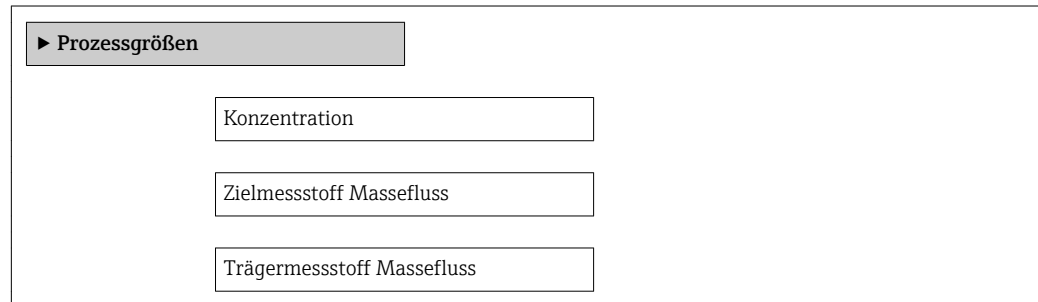 ▶ Prozessgrößen
Konzentration
Zielmessstoff Massefluss
Trägermessstoff Massefluss